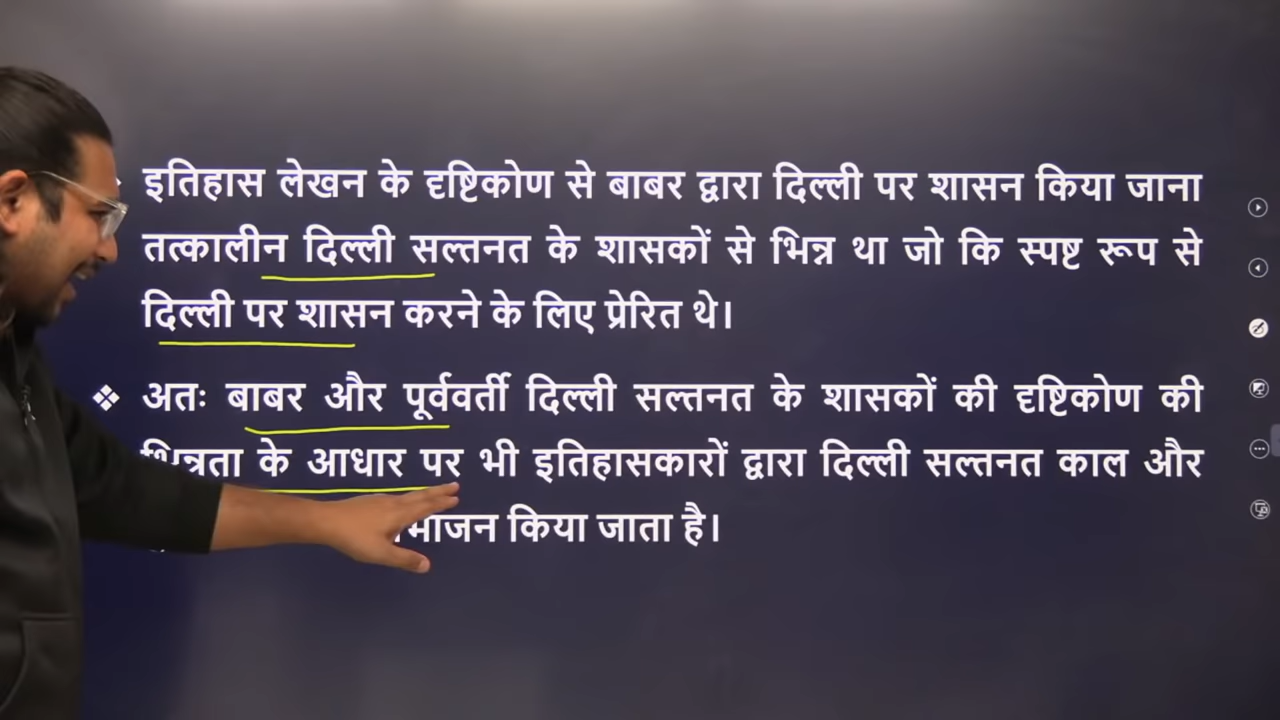 इतिहास लेखन के दृष्टिकोण से बाबर द्वारा दिल्ली पर शासन किया जाना
तत्कालीन दिल्ली सल्तनत के शासकों से भिन्न था जो कि स्पष्ट रूप से
दिल्ली पर शासन करने के लिए प्रेरित थे।
अतः बाबर और पूर्ववर्ती दिल्ली सल्तनत के शासकों की दृष्टिकोण की
भिन्नता के आधार पर भी इतिहासकारों द्वारा दिल्ली सल्तनत काल और
किया जाता है।